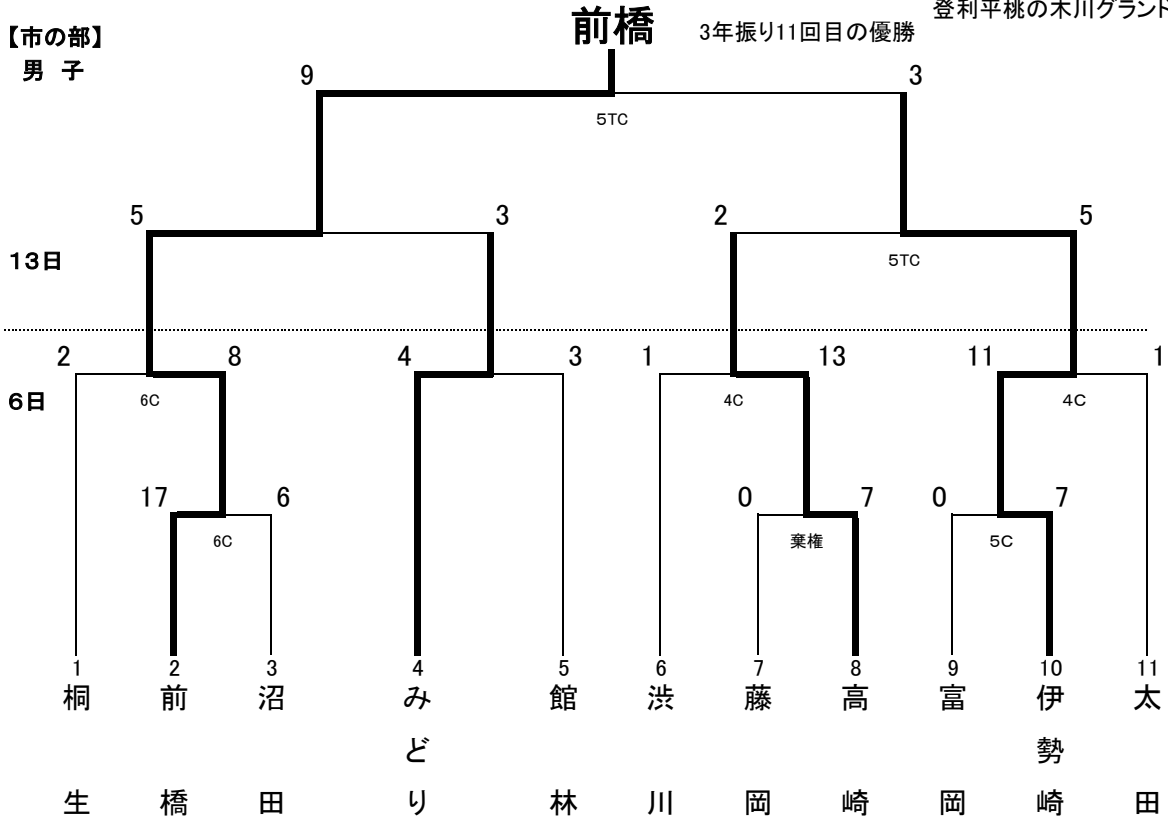 登利平桃の木川グランド
前橋
3年振り11回目の優勝
【市の部】
男 子
9 3
5TC
5 3 2 5
13日
5TC
2 8 4 3 1 13 11 1
6日
6C 4C 4C
17 6 0 7 0 7
6C 棄権 5C
1 2 3 4 5 6 7 8 9 10 11
桐生
前橋
沼田
みどり
館林
渋川
藤岡
高崎
富岡
伊勢崎
太田